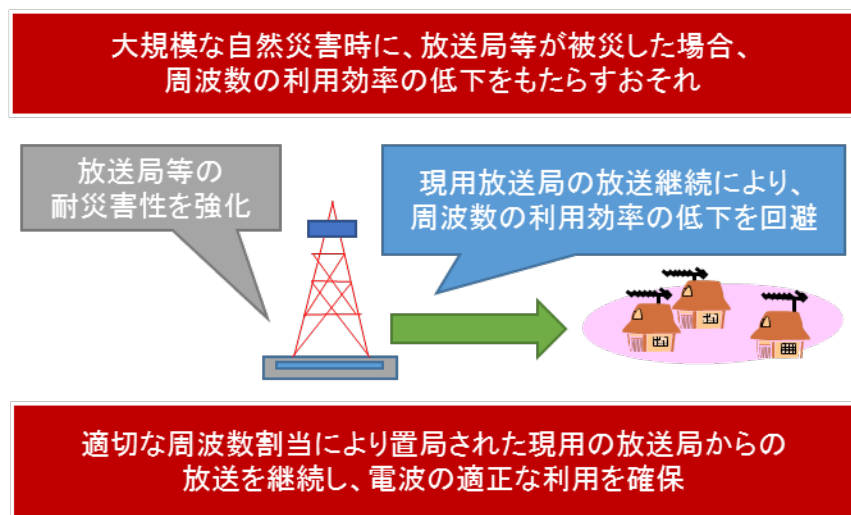 大規模な自然災害時に、放送局等が被災した場合、
周波数の利用効率の低下をもたらすおそれ
放送局等の
耐災害性を強化
現用放送局の放送継続により、
周波数の利用効率の低下を回避
適切な周波数割当により置局された現用の放送局からの
放送を継続し、電波の適正な利用を確保